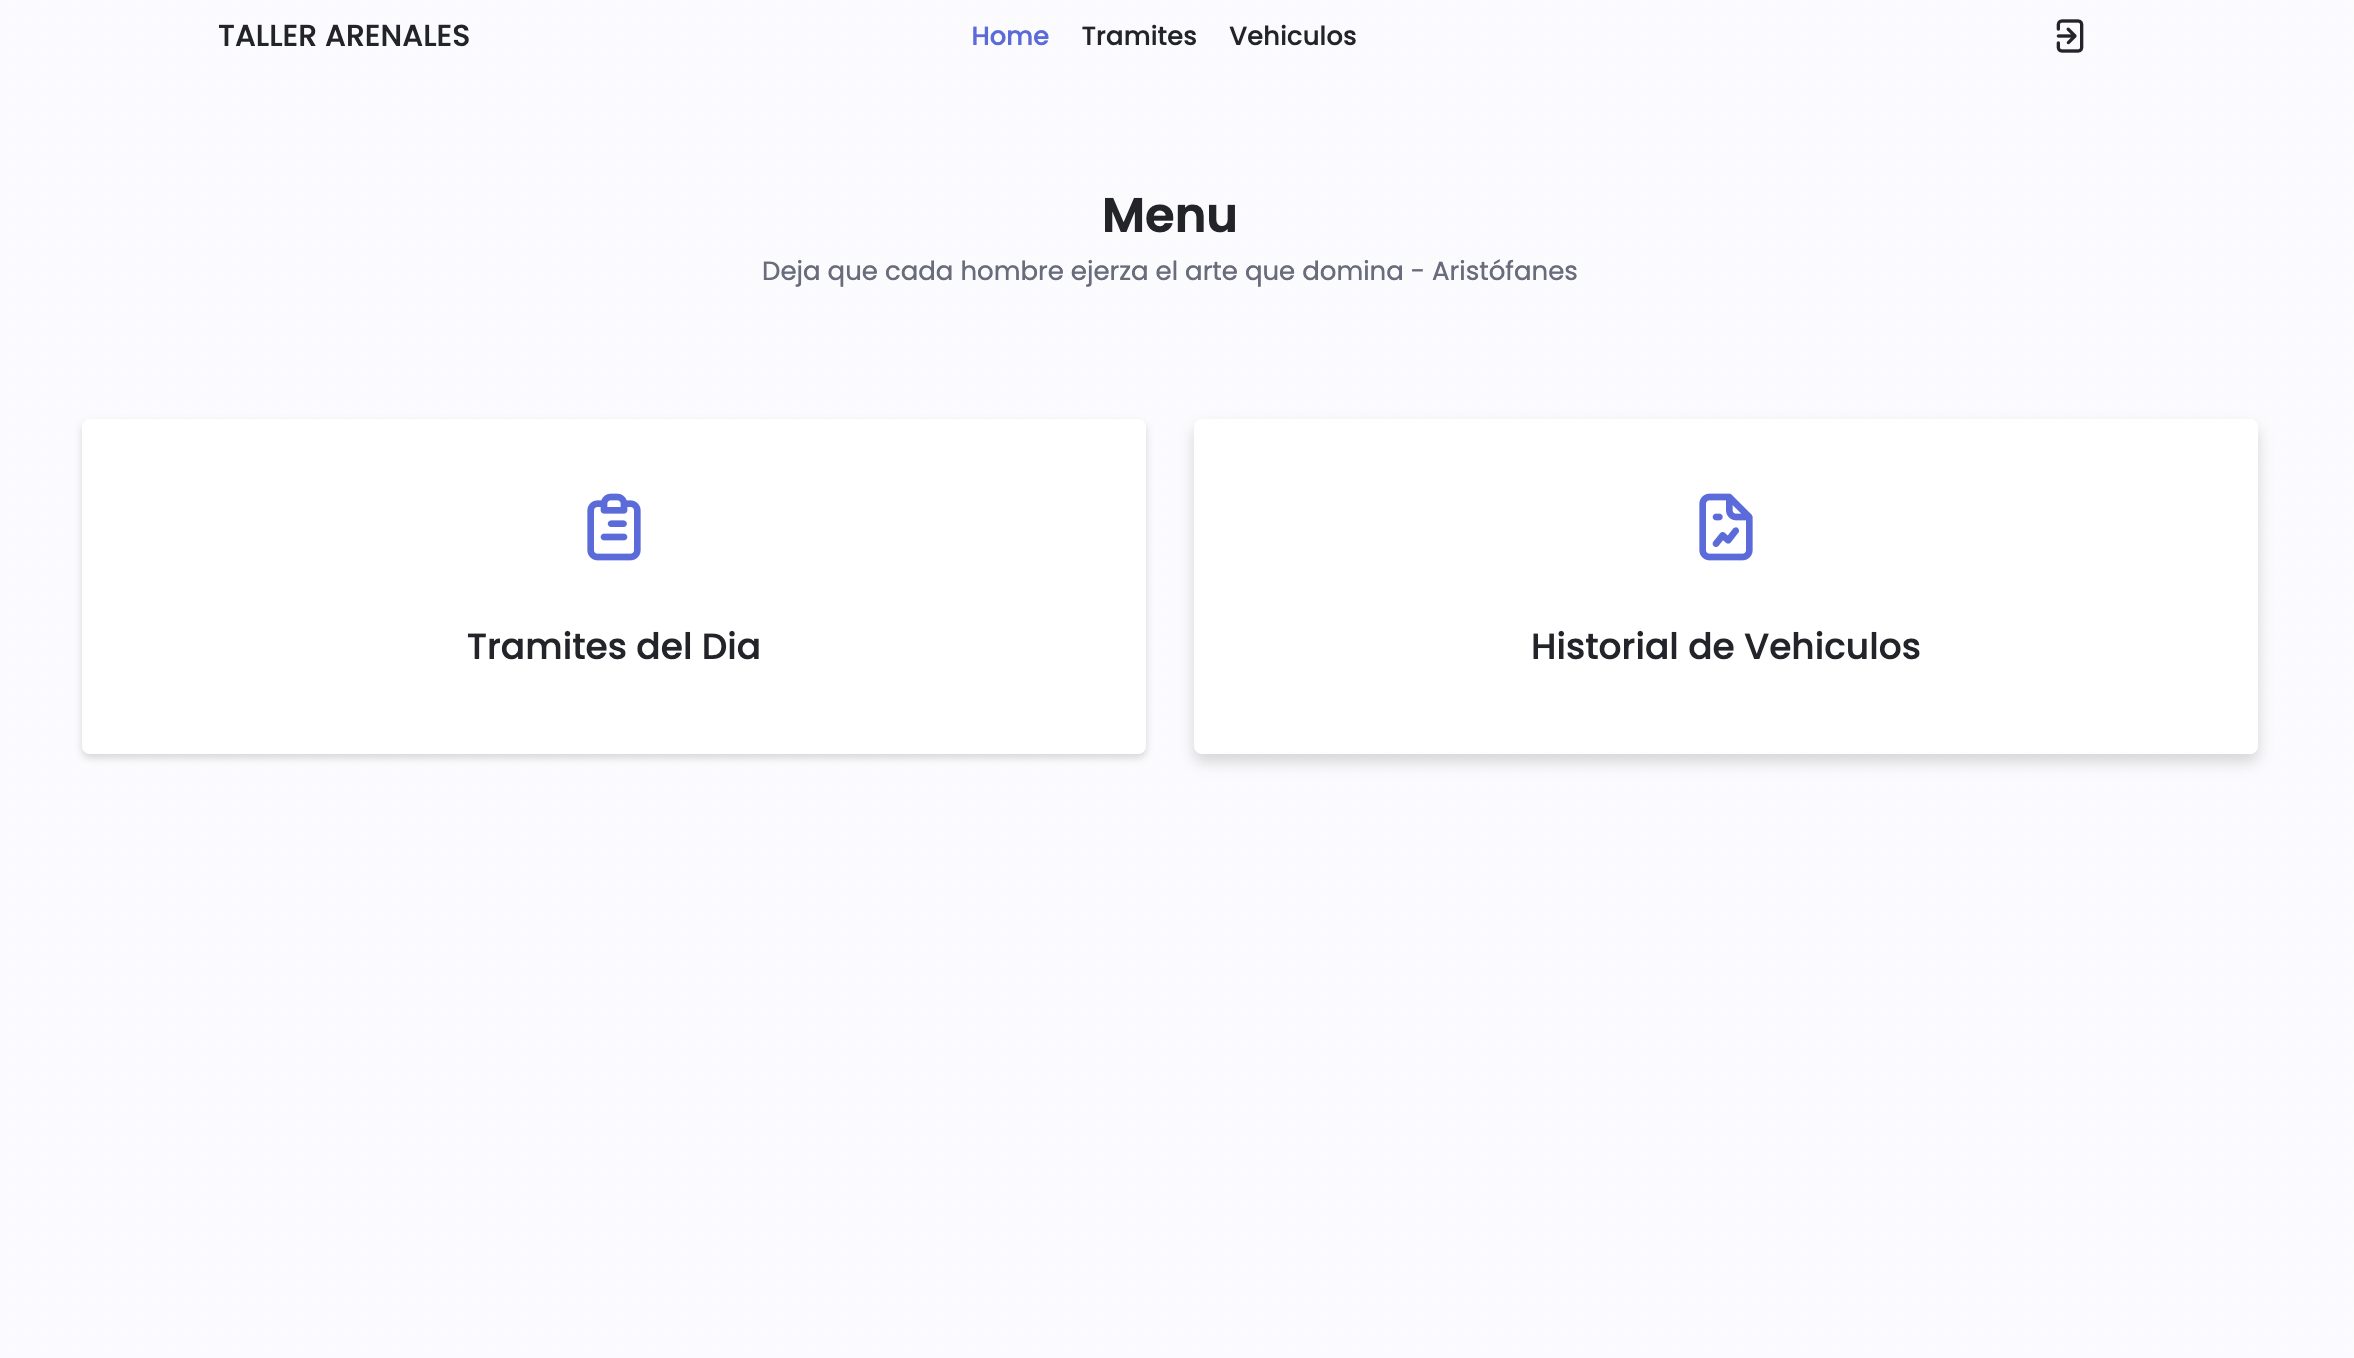 TALLER ARENALES
Home Tramites Vehiculos
Menu
Deja que cada hombre ejerza el arte que domina - Aristófanes
Tramites del Dia
Historial de Vehiculos